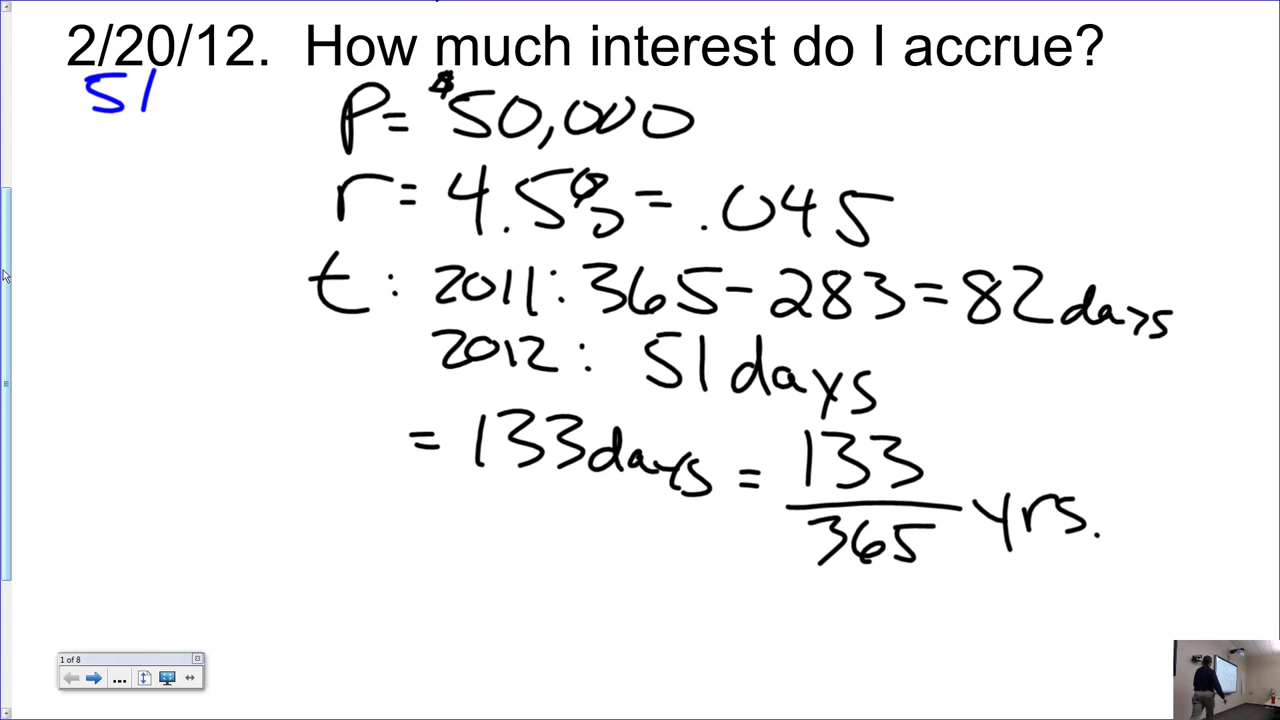 2/20/12. How much interest do I accrue?
51
P = $50,000
r = 4.5% = .045
t : 2011 : 365 - 283 = 82 days
2012 : 51 days
= 133 days = 133/365 yrs.
1 of 8